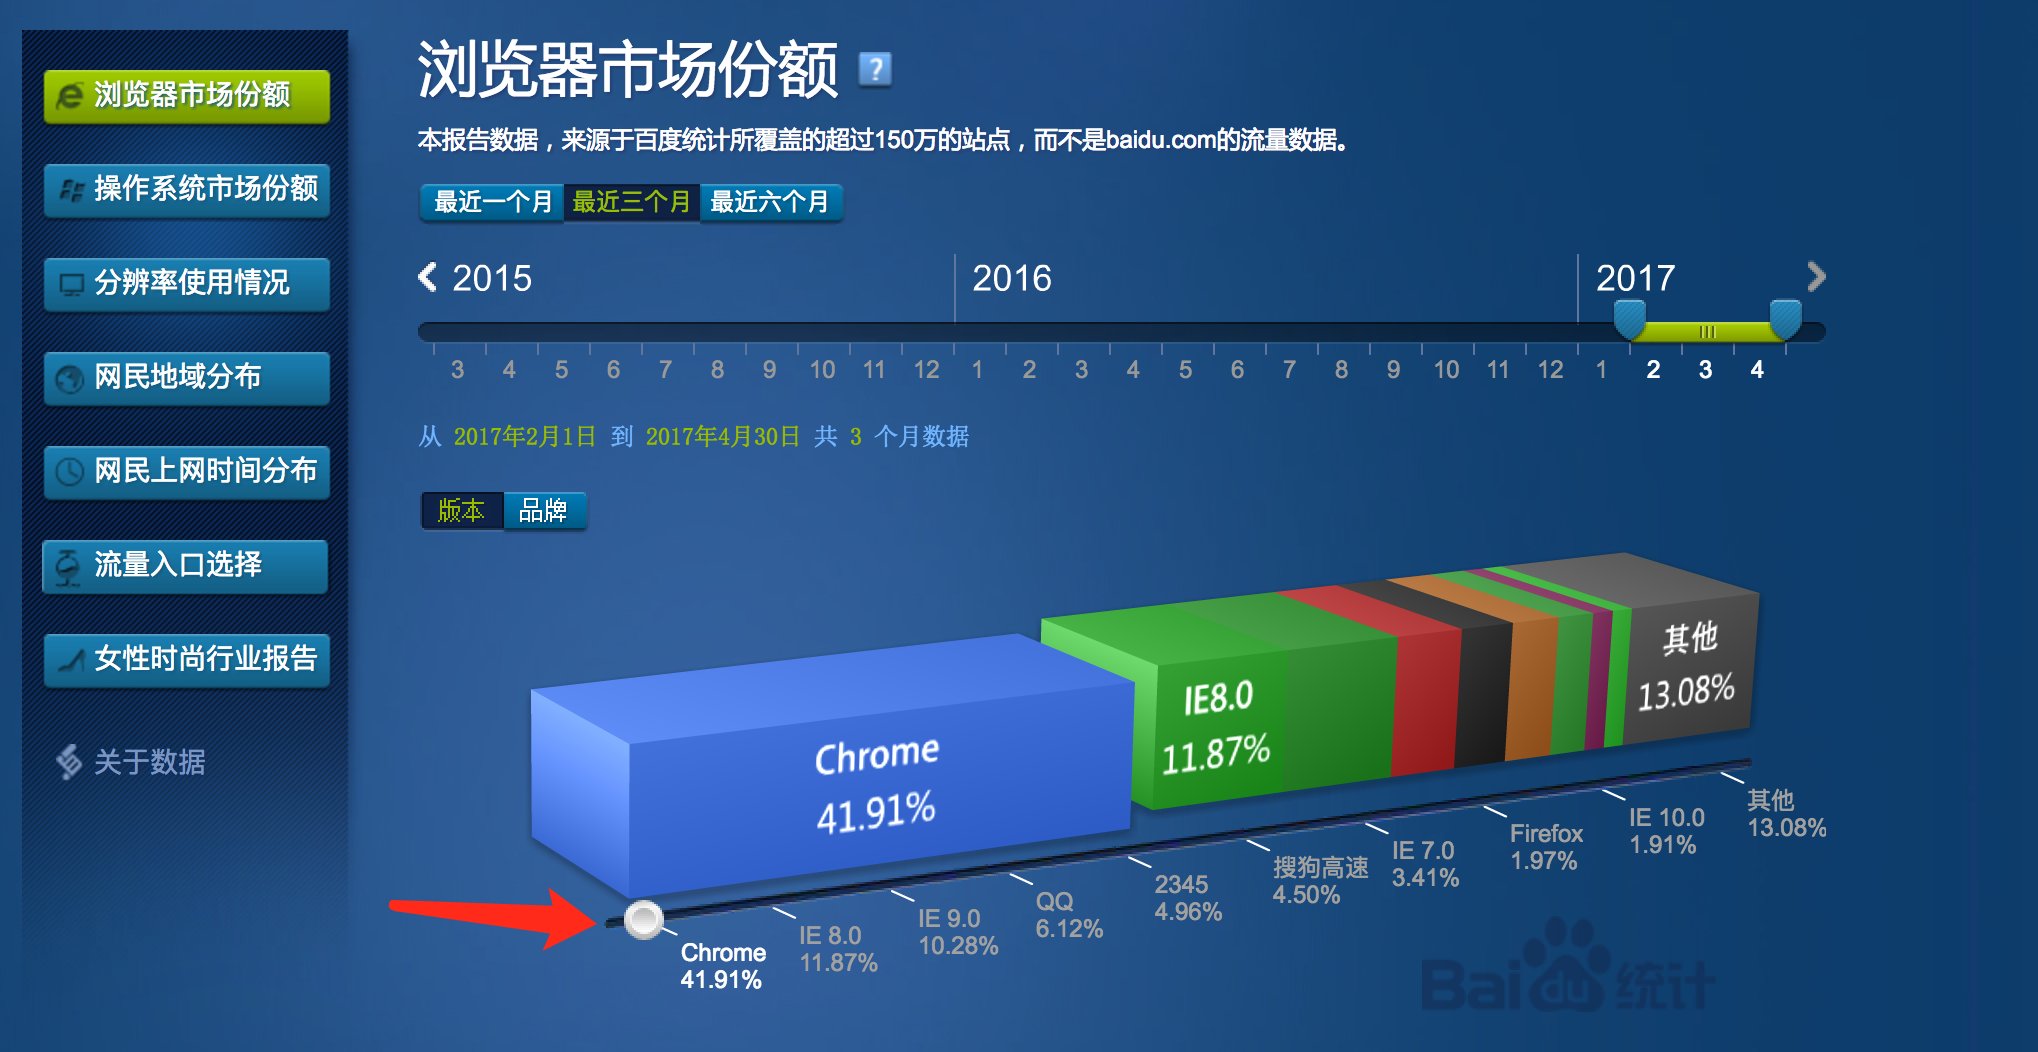 浏览器市场份额
操作系统市场份额
分辨率使用情况
网民地域分布
网民上网时间分布
流量入口选择
女性时尚行业报告
关于数据
浏览器市场份额 ?
本报告数据，来源于百度统计所覆盖的超过150万的站点，而不是baidu.com的流量数据。
最近一个月 最近三个月 最近六个月
2015 2016 2017
3 4 5 6 7 8 9 10 11 12 1 2 3 4 5 6 7 8 9 10 11 12 1 2 3 4
从 2017年2月1日 到 2017年4月30日 共 3 个月数据
版本 品牌
Chrome
41.91%
IE8.0
11.87%
其他
13.08%
Chrome
41.91%
IE 8.0
11.87%
IE 9.0
10.28%
QQ
6.12%
2345
4.96%
搜狗高速
4.50%
IE 7.0
3.41%
Firefox
1.97%
IE 10.0
1.91%
其他
13.08%
Bai du 统计